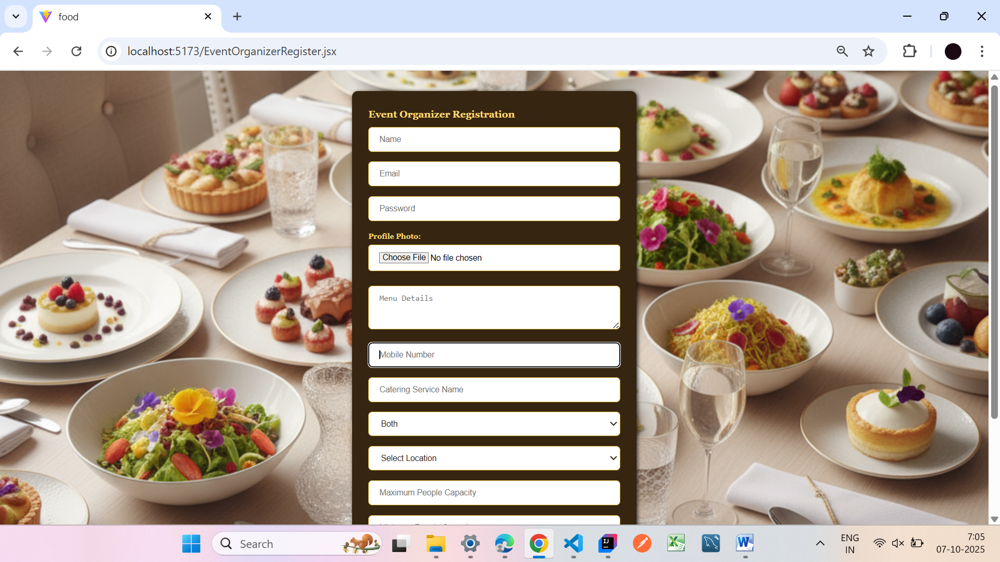 food
localhost:5173/EventOrganizerRegister.jsx
Event Organizer Registration
Name
Email
Password
Profile Photo:
Choose File No file chosen
Menu Details
Mobile Number
Catering Service Name
Both
Select Location
Maximum People Capacity
Search
ENG
IN
7:05
07-10-2025